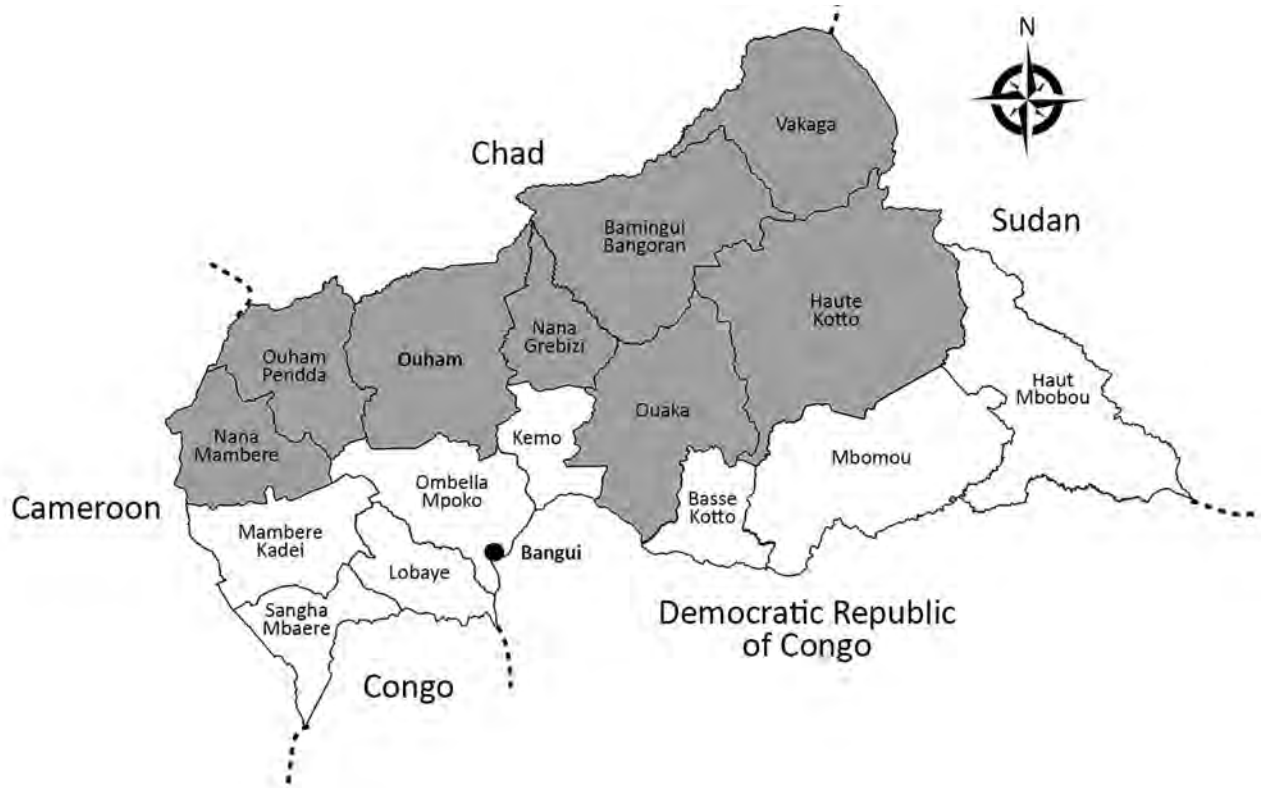 N
Vakaga
Chad
Sudan
Bamingui
Bangoran
Haute
Kotto
Nana
Grebizi
Ouham
Pendda
Ouham
Haut
Mbobou
Ouaka
Kemo
Nana
Mambere
Mbomou
Ombella
Mpoko
Basse
Kotto
Cameroon
Mambere
Kadei
Bangui
Lobaye
Sangha
Mbaere
Democratic Republic
of Congo
Congo